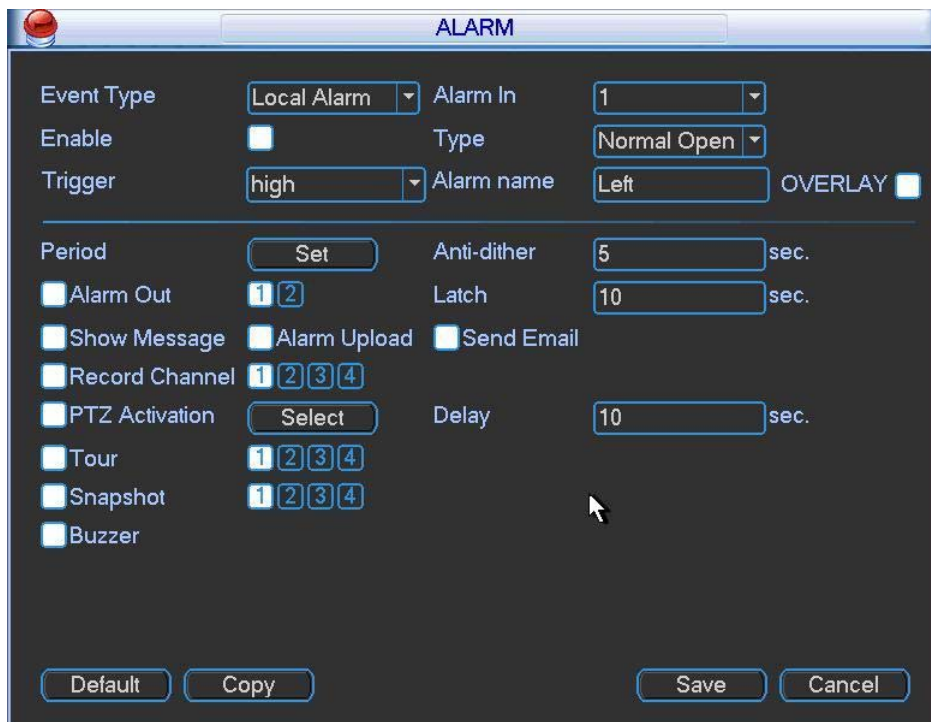 ALARM
Event Type Local Alarm Alarm In 1
Enable Type Normal Open
Trigger high Alarm name Left OVERLAY
Period Set Anti-dither 5 sec.
Alarm Out 1 2 Latch 10 sec.
Show Message Alarm Upload Send Email
Record Channel 1 2 3 4
PTZ Activation Select Delay 10 sec.
Tour 1 2 3 4
Snapshot 1 2 3 4
Buzzer
Default Copy Save Cancel